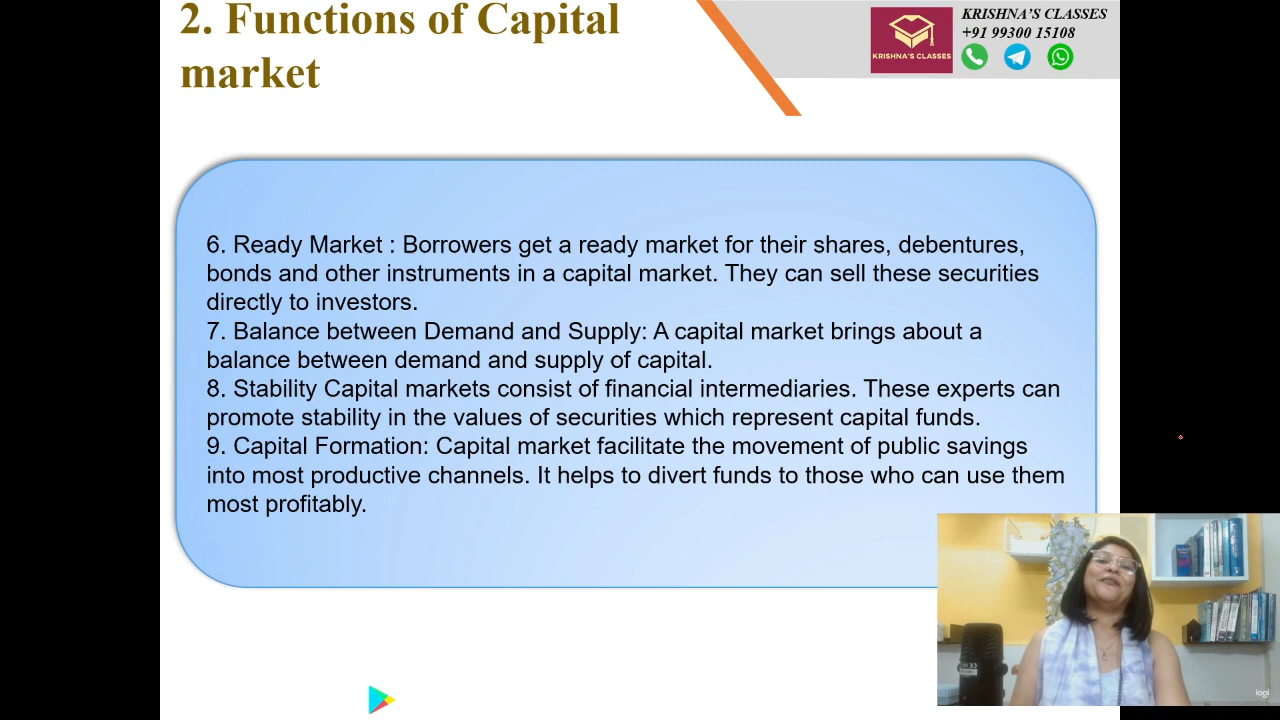 2. Functions of Capital
market
KRISHNA'S CLASSES
+91 99300 15108
KRISHNA'S CLASSES
6. Ready Market : Borrowers get a ready market for their shares, debentures,
bonds and other instruments in a capital market. They can sell these securities
directly to investors.
7. Balance between Demand and Supply: A capital market brings about a
balance between demand and supply of capital.
8. Stability Capital markets consist of financial intermediaries. These experts can
promote stability in the values of securities which represent capital funds.
9. Capital Formation: Capital market facilitate the movement of public savings
into most productive channels. It helps to divert funds to those who can use them
most profitably.
logi